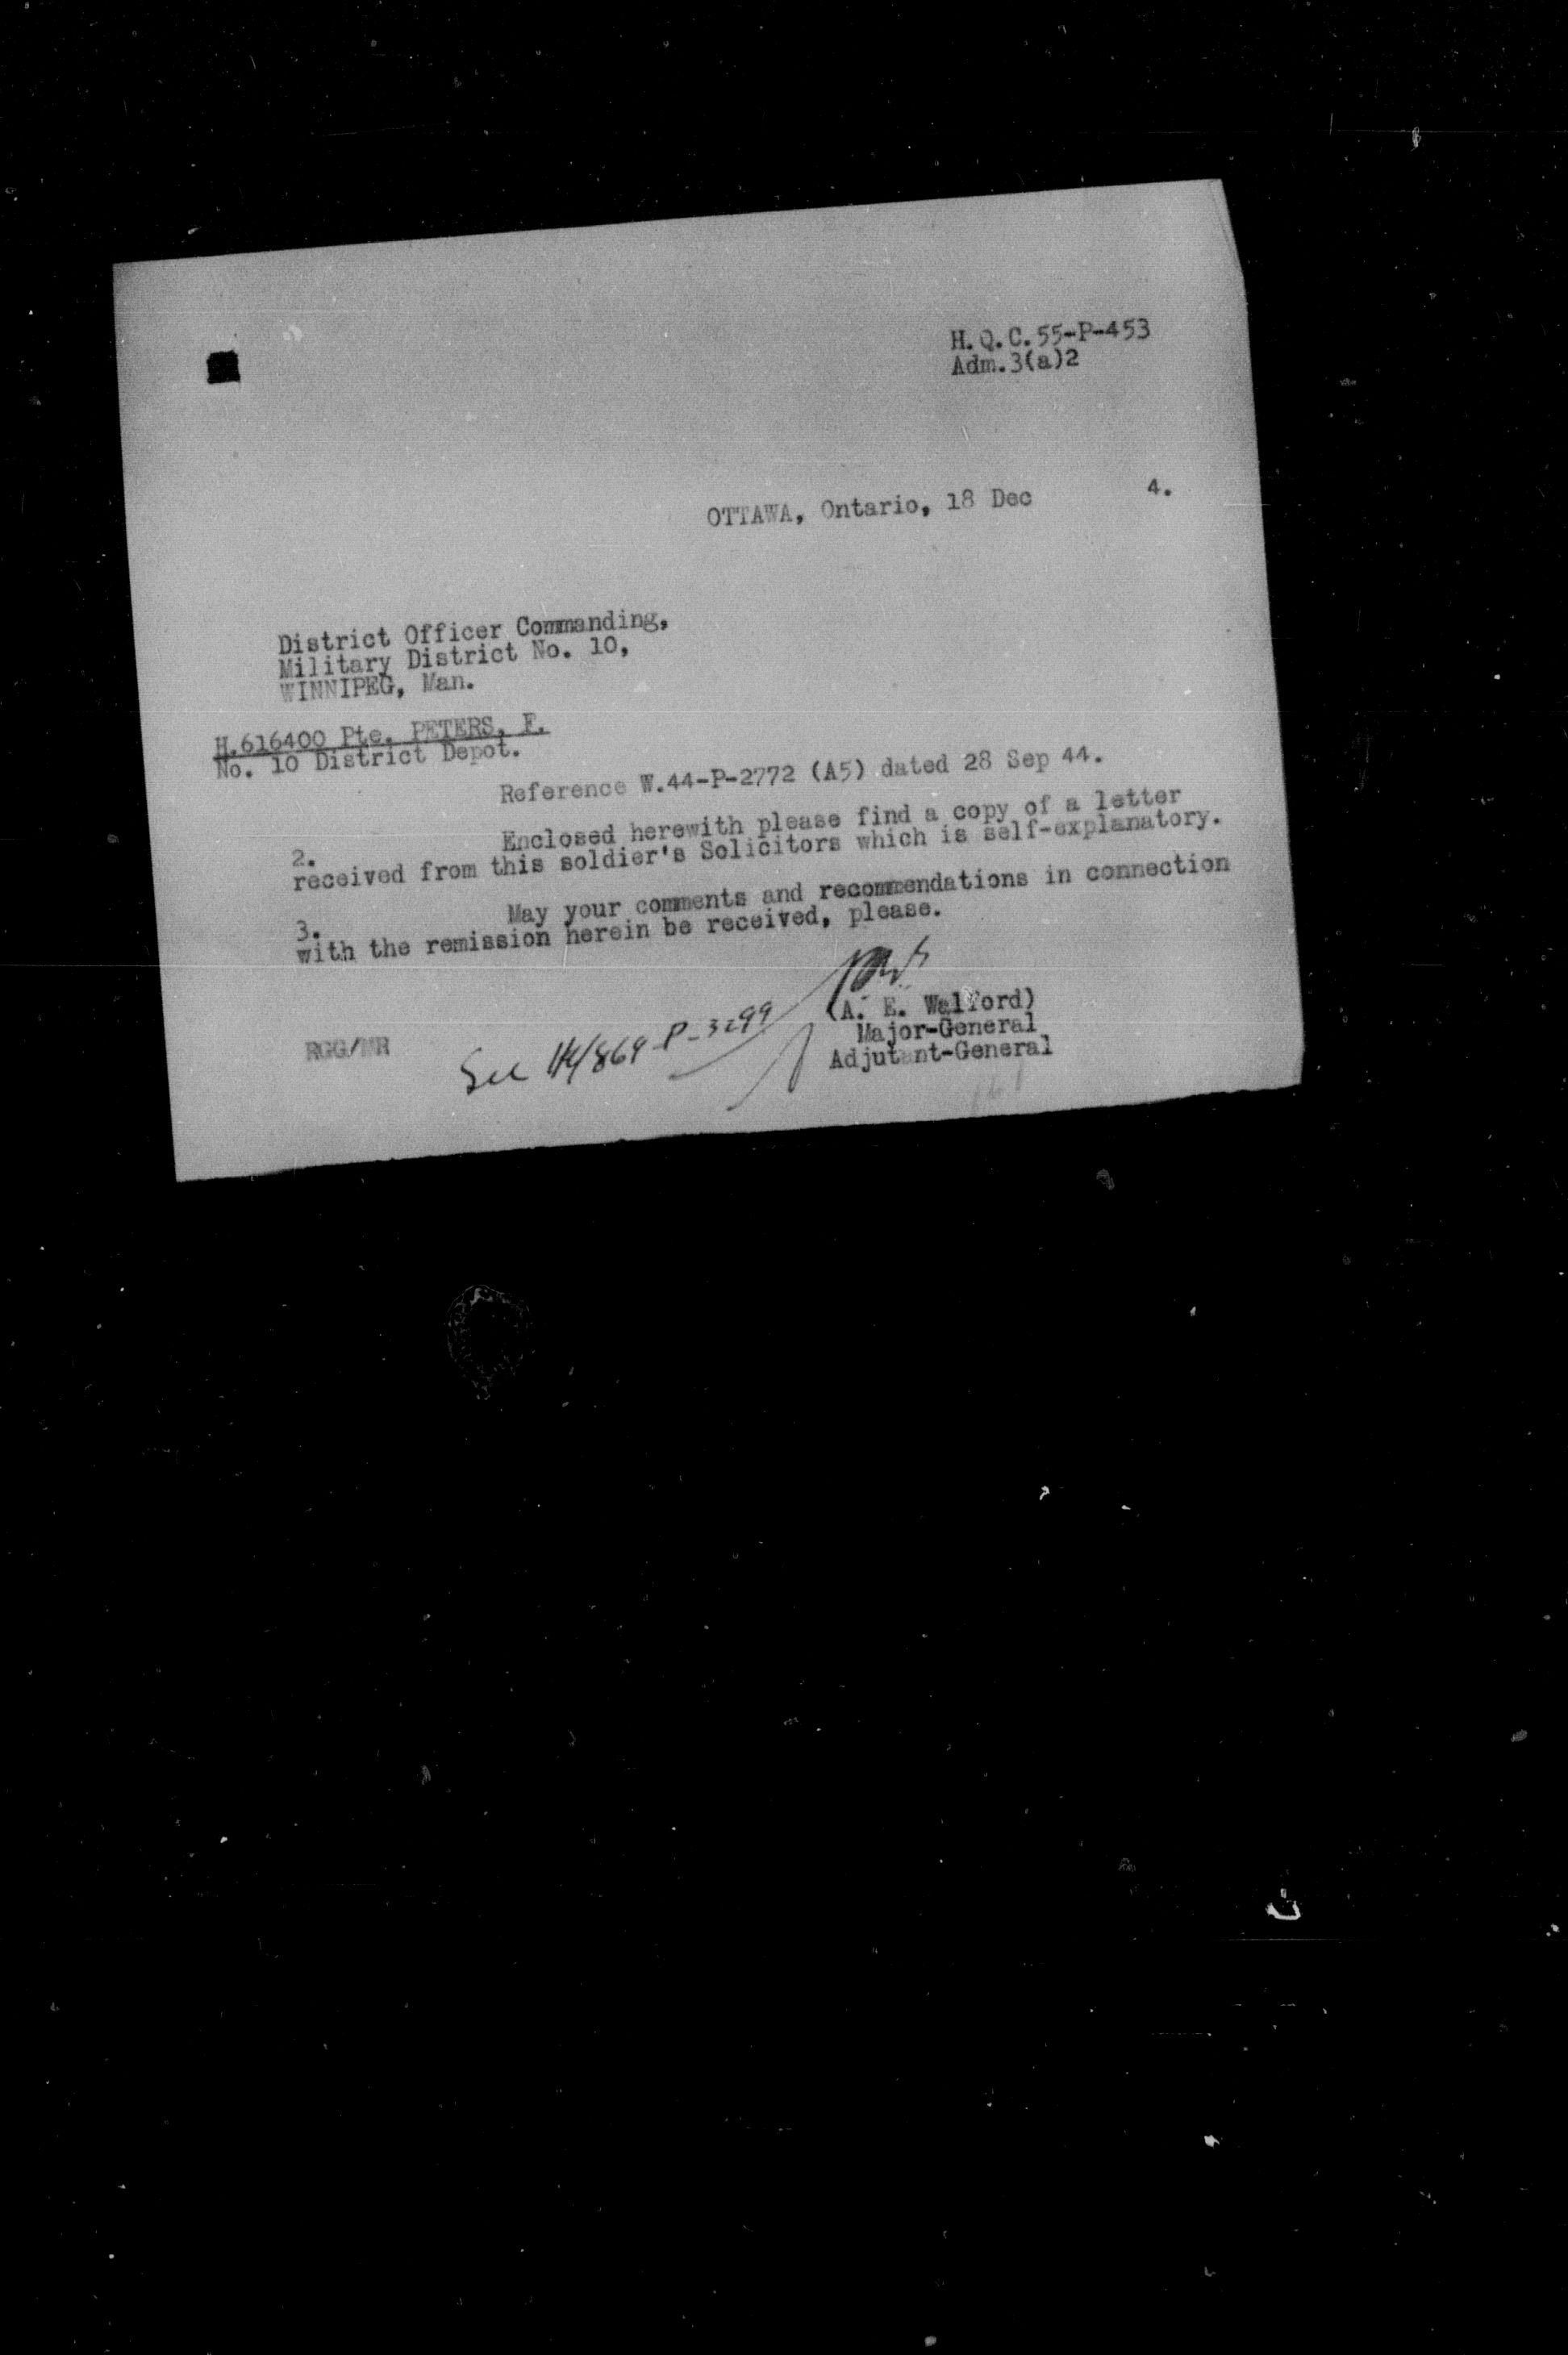 H.Q.C.55-P-453
Adm.3(a)2
OTTAWA, Ontario, 18 Dec 4.
District Officer Commanding,
Military District No. 10,
WINNIPEG, Man.
H.616400 Pte. PETERS, F.
No. 10 District Depot.
Reference W.44-P-2772 (A5) dated 28 Sep 44.
2. Enclosed herewith please find a copy of a letter
received from this soldier's Solicitors which is self-explanatory.
3. May your comments and recommendations in connection
with the remission herein be received, please.
(A. E. Walford)
Major-General
Adjutant-General
RGG/MR
See P-3299